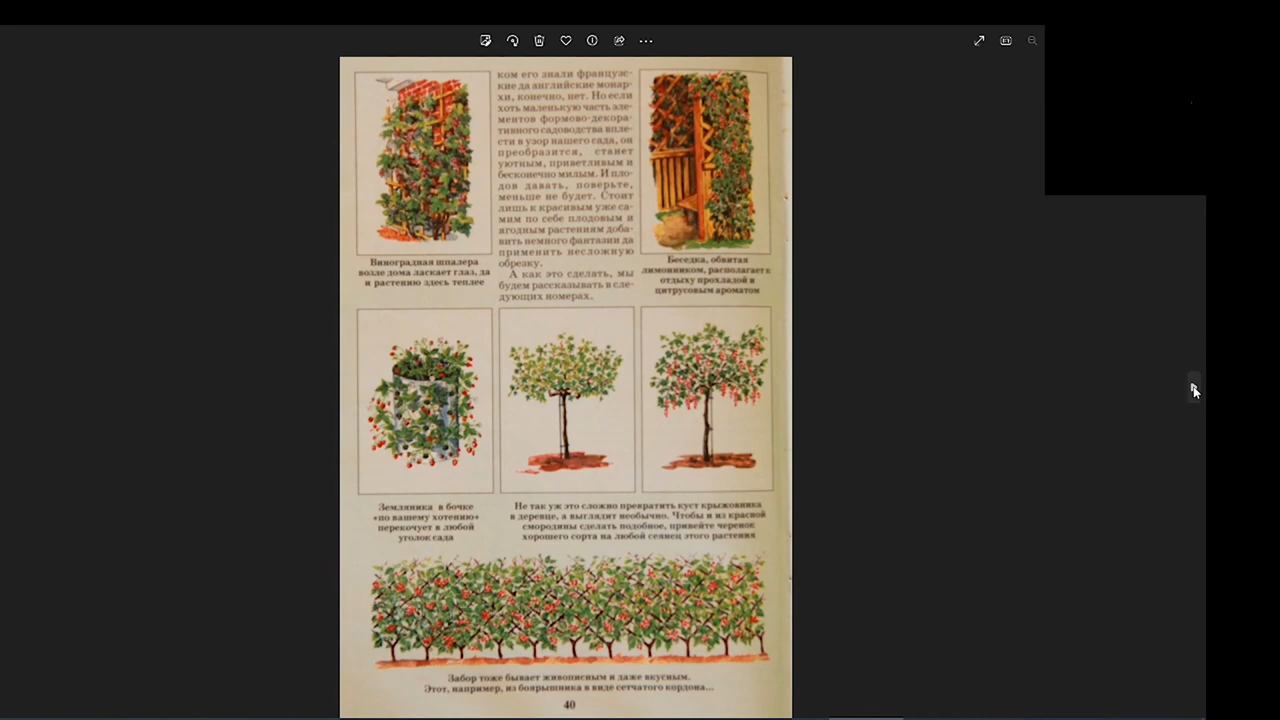 ком его знали французс-
кие да английские монар-
хи, конечно, нет. Но если
хоть маленькую часть эле-
ментов формово-декора-
тивного садоводства впле-
сти в узор нашего сада, он
преобразится, станет
уютным, приветливым и
бесконечно милым. И пло-
дов давать, поверьте,
меньше не будет. Стоит
лишь к красивым уже са-
мим по себе плодовым и
ягодным растениям доба-
вить немного фантазии да
применить несложную
обрезку.
А как это сделать, мы
будем рассказывать в сле-
дующих номерах.
Виноградная шпалера
возле дома ласкает глаз, да
и растению здесь теплее
Беседка, обвитая
лимонником, располагает к
отдыху прохладой и
цитрусовым ароматом
Земляника в бочке
«по вашему хотению»
перекочует в любой
уголок сада
Не так уж это сложно превратить куст крыжовника
в деревце, а выглядит необычно. Чтобы и из красной
смородины сделать подобное, привейте черенок
хорошего сорта на любой сеянец этого растения
Забор тоже бывает живописным и даже вкусным.
Этот, например, из боярышника в виде сетчатого кордона...
40